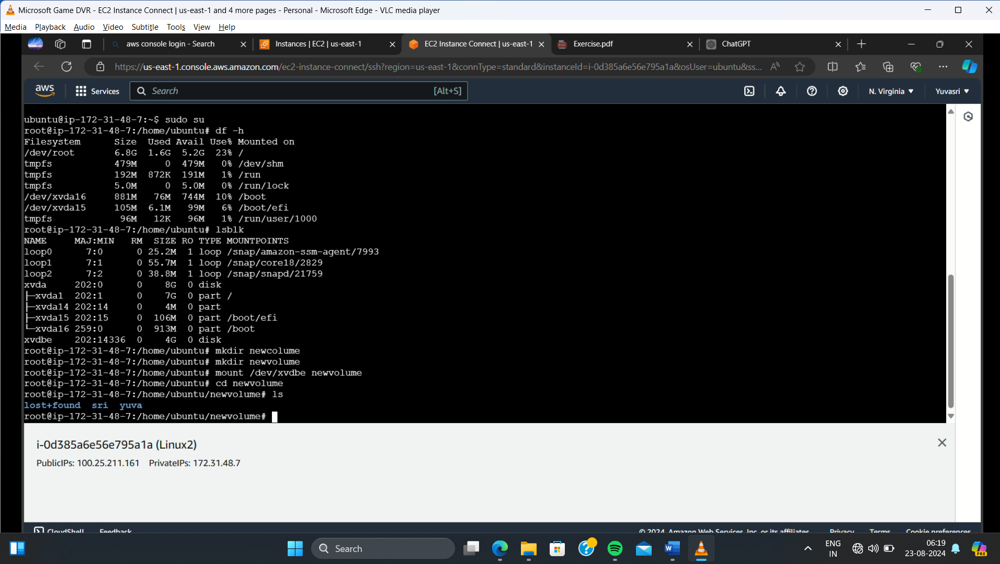 Microsoft Game DVR - EC2 Instance Connect | us-east-1 and 4 more pages - Personal - Microsoft Edge - VLC media player
Media Playback Audio Video Subtitle Tools View Help
aws console login - Search
Instances | EC2 | us-east-1
EC2 Instance Connect | us-east-1
Exercise.pdf
ChatGPT
https://us-east-1.console.aws.amazon.com/ec2-instance-connect/ssh?region=us-east-1&connType=standard&instanceId=i-0d385a6e56e795a1a&osUser=ubuntu&ss...
aws Services Search [Alt+S] N. Virginia Yuvasri
ubuntu@ip-172-31-48-7:~$ sudo su
root@ip-172-31-48-7:/home/ubuntu# df -h
Filesystem Size Used Avail Use% Mounted on
/dev/root 6.8G 1.6G 5.2G 23% /
tmpfs 479M 0 479M 0% /dev/shm
tmpfs 192M 872K 191M 1% /run
tmpfs 5.0M 0 5.0M 0% /run/lock
/dev/xvda16 881M 76M 744M 10% /boot
/dev/xvda15 105M 6.1M 99M 6% /boot/efi
tmpfs 96M 12K 96M 1% /run/user/1000
root@ip-172-31-48-7:/home/ubuntu# lsblk
NAME MAJ:MIN RM SIZE RO TYPE MOUNTPOINTS
loop0 7:0 0 25.2M 1 loop /snap/amazon-ssm-agent/7993
loop1 7:1 0 55.7M 1 loop /snap/core18/2829
loop2 7:2 0 38.8M 1 loop /snap/snapd/21759
xvda 202:0 0 8G 0 disk
├─xvda1 202:1 0 7G 0 part /
├─xvda14 202:14 0 4M 0 part
├─xvda15 202:15 0 106M 0 part /boot/efi
└─xvda16 259:0 0 913M 0 part /boot
xvdbe 202:14336 0 4G 0 disk
root@ip-172-31-48-7:/home/ubuntu# mkdir newcolume
root@ip-172-31-48-7:/home/ubuntu# mkdir newvolume
root@ip-172-31-48-7:/home/ubuntu# mount /dev/xvdbe newvolume
root@ip-172-31-48-7:/home/ubuntu# cd newvolume
root@ip-172-31-48-7:/home/ubuntu/newvolume# ls
lost+found sri yuva
root@ip-172-31-48-7:/home/ubuntu/newvolume#
i-0d385a6e56e795a1a (Linux2)
PublicIPs: 100.25.211.161 PrivateIPs: 172.31.48.7
CloudShell Feedback © 2024, Amazon Web Services, Inc. or its affiliates. Privacy Terms Cookie preferences
Search
ENG
IN
06:19
23-08-2024
PRE